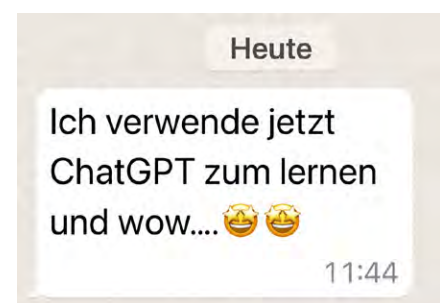 Heute
Ich verwende jetzt
ChatGPT zum lernen
und wow....🤩🤩
11:44